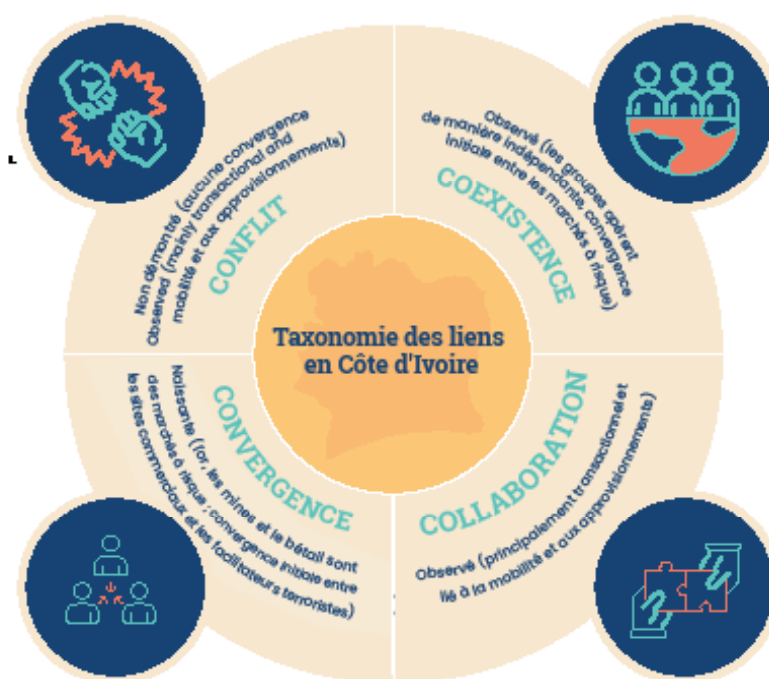 Non démontré (aucune convergence
Observed (mainly transactional and
mobilité et aux approvisionnements)
CONFLIT
Observé (les groupes opèrent
de manière indépendante, convergence
initiale entre les marchés à risque)
COEXISTENCE
Taxonomie des liens
en Côte d'Ivoire
CONVERGENCE
Naissante (l'or, les mines et le bétail sont
des marchés à risque ; convergence initiale entre
les sites commerciaux et les facilitateurs terroristes)
COLLABORATION
Observé (principalement transactionnel et
lié à la mobilité et aux approvisionnements)